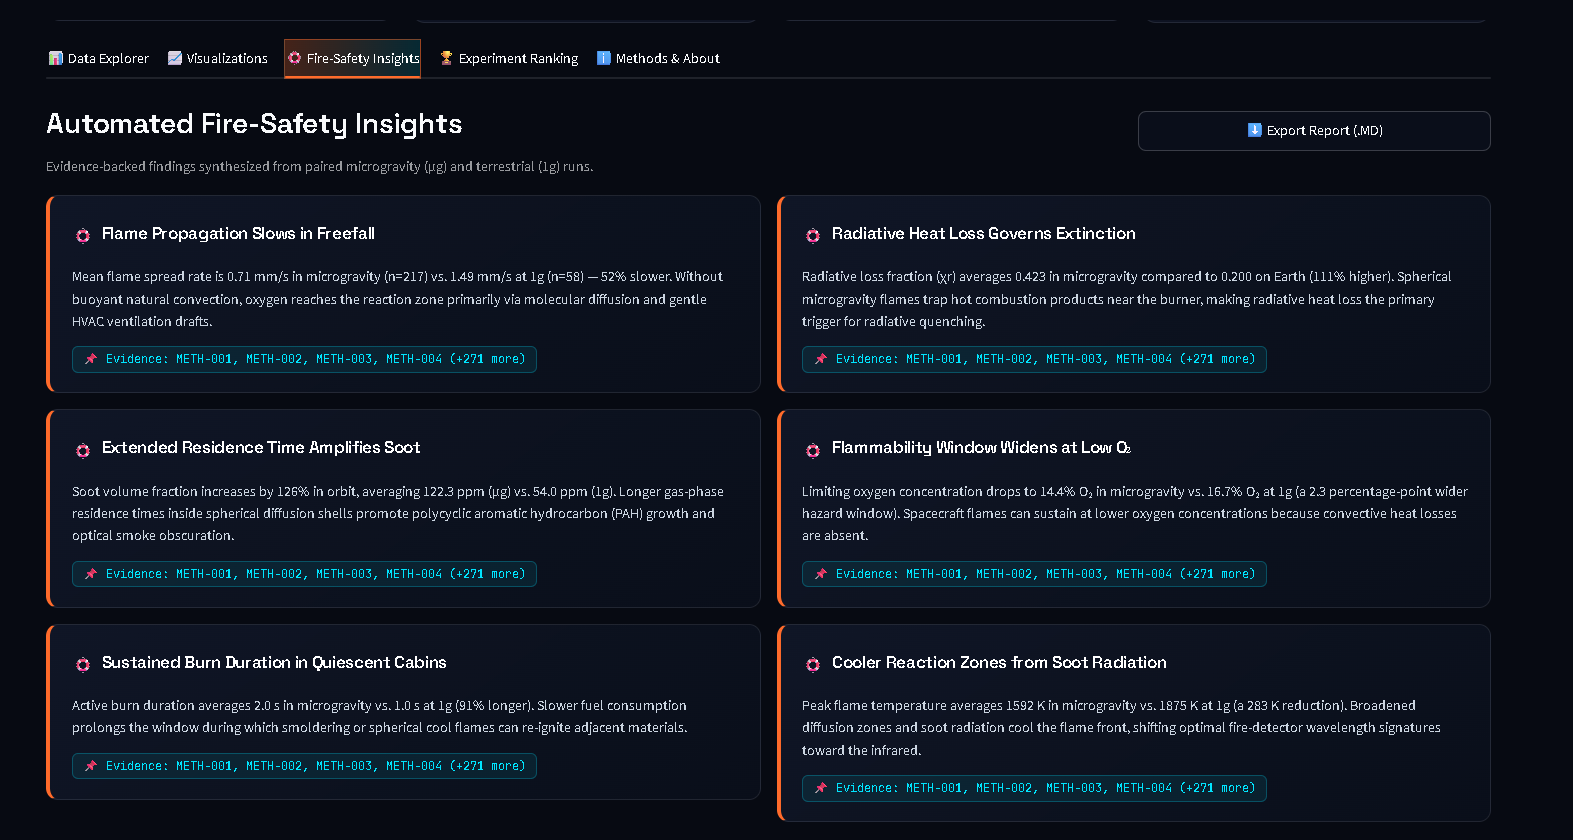 Data Explorer
Visualizations
Fire-Safety Insights
Experiment Ranking
Methods & About
Automated Fire-Safety Insights
Export Report (.MD)
Evidence-backed findings synthesized from paired microgravity (µg) and terrestrial (1g) runs.
Flame Propagation Slows in Freefall
Mean flame spread rate is 0.71 mm/s in microgravity (n=217) vs. 1.49 mm/s at 1g (n=58) — 52% slower. Without
buoyant natural convection, oxygen reaches the reaction zone primarily via molecular diffusion and gentle
HVAC ventilation drafts.
Evidence: METH-001, METH-002, METH-003, METH-004 (+271 more)
Radiative Heat Loss Governs Extinction
Radiative loss fraction (χr) averages 0.423 in microgravity compared to 0.200 on Earth (111% higher). Spherical
microgravity flames trap hot combustion products near the burner, making radiative heat loss the primary
trigger for radiative quenching.
Evidence: METH-001, METH-002, METH-003, METH-004 (+271 more)
Extended Residence Time Amplifies Soot
Soot volume fraction increases by 126% in orbit, averaging 122.3 ppm (µg) vs. 54.0 ppm (1g). Longer gas-phase
residence times inside spherical diffusion shells promote polycyclic aromatic hydrocarbon (PAH) growth and
optical smoke obscuration.
Evidence: METH-001, METH-002, METH-003, METH-004 (+271 more)
Flammability Window Widens at Low O₂
Limiting oxygen concentration drops to 14.4% O₂ in microgravity vs. 16.7% O₂ at 1g (a 2.3 percentage-point wider
hazard window). Spacecraft flames can sustain at lower oxygen concentrations because convective heat losses
are absent.
Evidence: METH-001, METH-002, METH-003, METH-004 (+271 more)
Sustained Burn Duration in Quiescent Cabins
Active burn duration averages 2.0 s in microgravity vs. 1.0 s at 1g (91% longer). Slower fuel consumption
prolongs the window during which smoldering or spherical cool flames can re-ignite adjacent materials.
Evidence: METH-001, METH-002, METH-003, METH-004 (+271 more)
Cooler Reaction Zones from Soot Radiation
Peak flame temperature averages 1592 K in microgravity vs. 1875 K at 1g (a 283 K reduction). Broadened
diffusion zones and soot radiation cool the flame front, shifting optimal fire-detector wavelength signatures
toward the infrared.
Evidence: METH-001, METH-002, METH-003, METH-004 (+271 more)